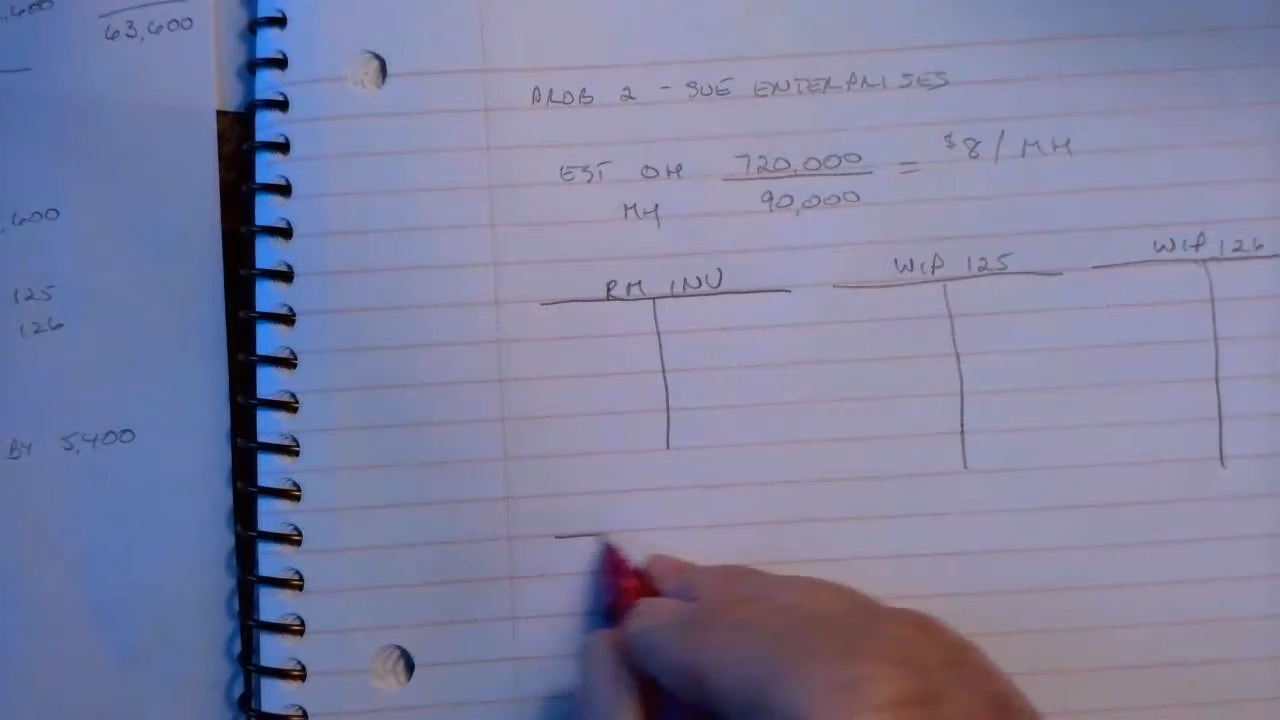 ,600
63,600
,600
125
126
BY 5,400
PROB 2 - SUE ENTERPRISES
EST OH 720,000 = $8/MH
MH 90,000
RM INV
WIP 125
WIP 126